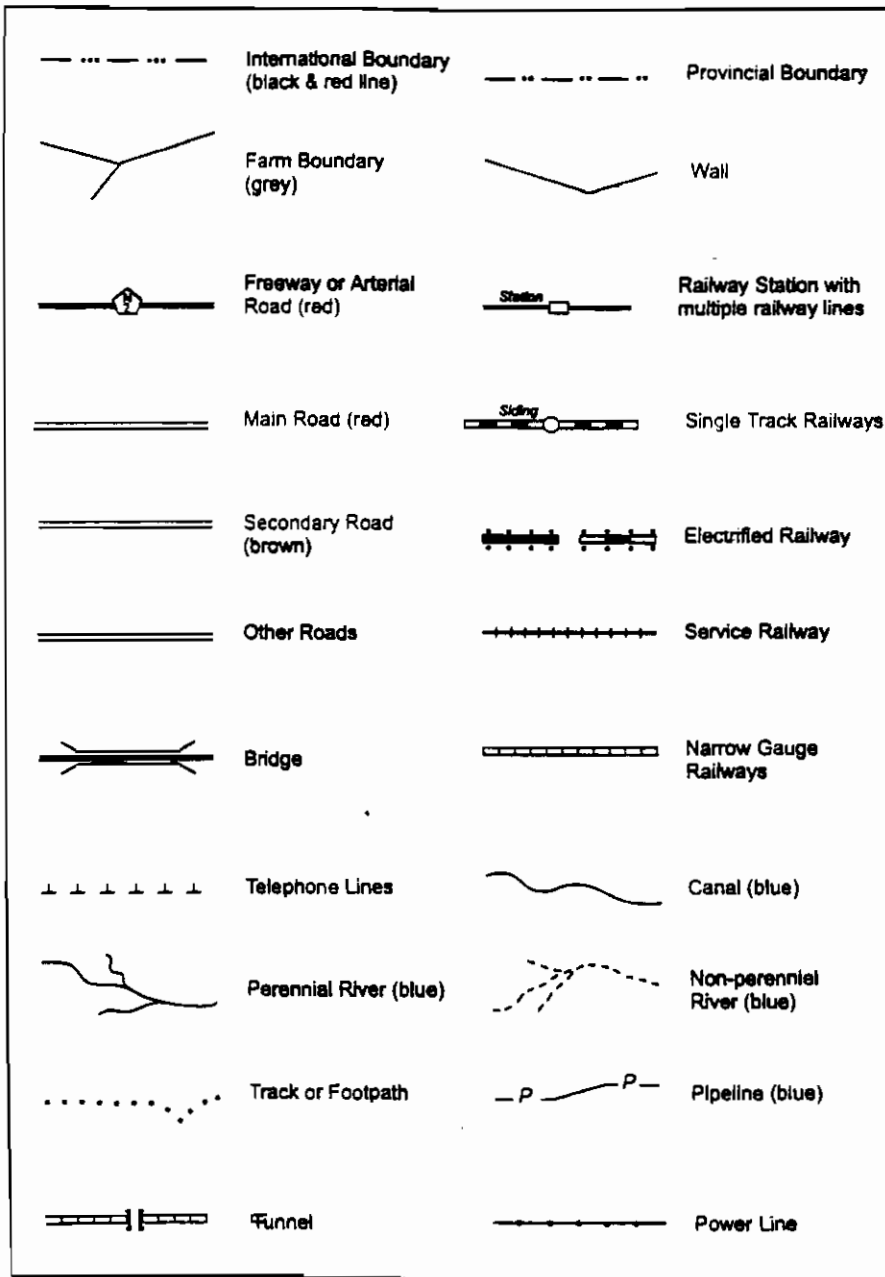 International Boundary
(black & red line)
Provincial Boundary
Farm Boundary
(grey)
Wall
N
2
Freeway or Arterial
Road (red)
Station
Railway Station with
multiple railway lines
Main Road (red)
Siding
Single Track Railways
Secondary Road
(brown)
Electrified Railway
Other Roads
Service Railway
Bridge
Narrow Gauge
Railways
Telephone Lines
Canal (blue)
Perennial River (blue)
Non-perenniel
River (blue)
Track or Footpath
P
P
Pipeline (blue)
Tunnel
Power Line